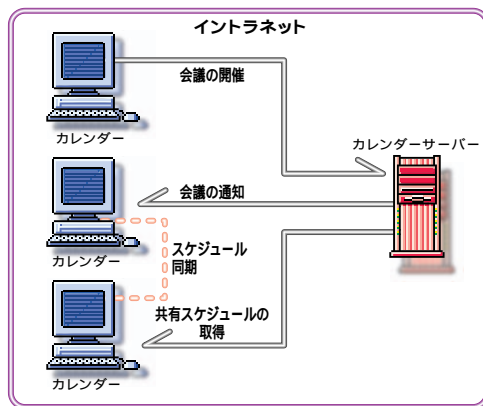 イントラネット
会議の開催
カレンダー
カレンダーサーバー
会議の通知
カレンダー
スケジュール
同期
共有スケジュールの
取得
カレンダー